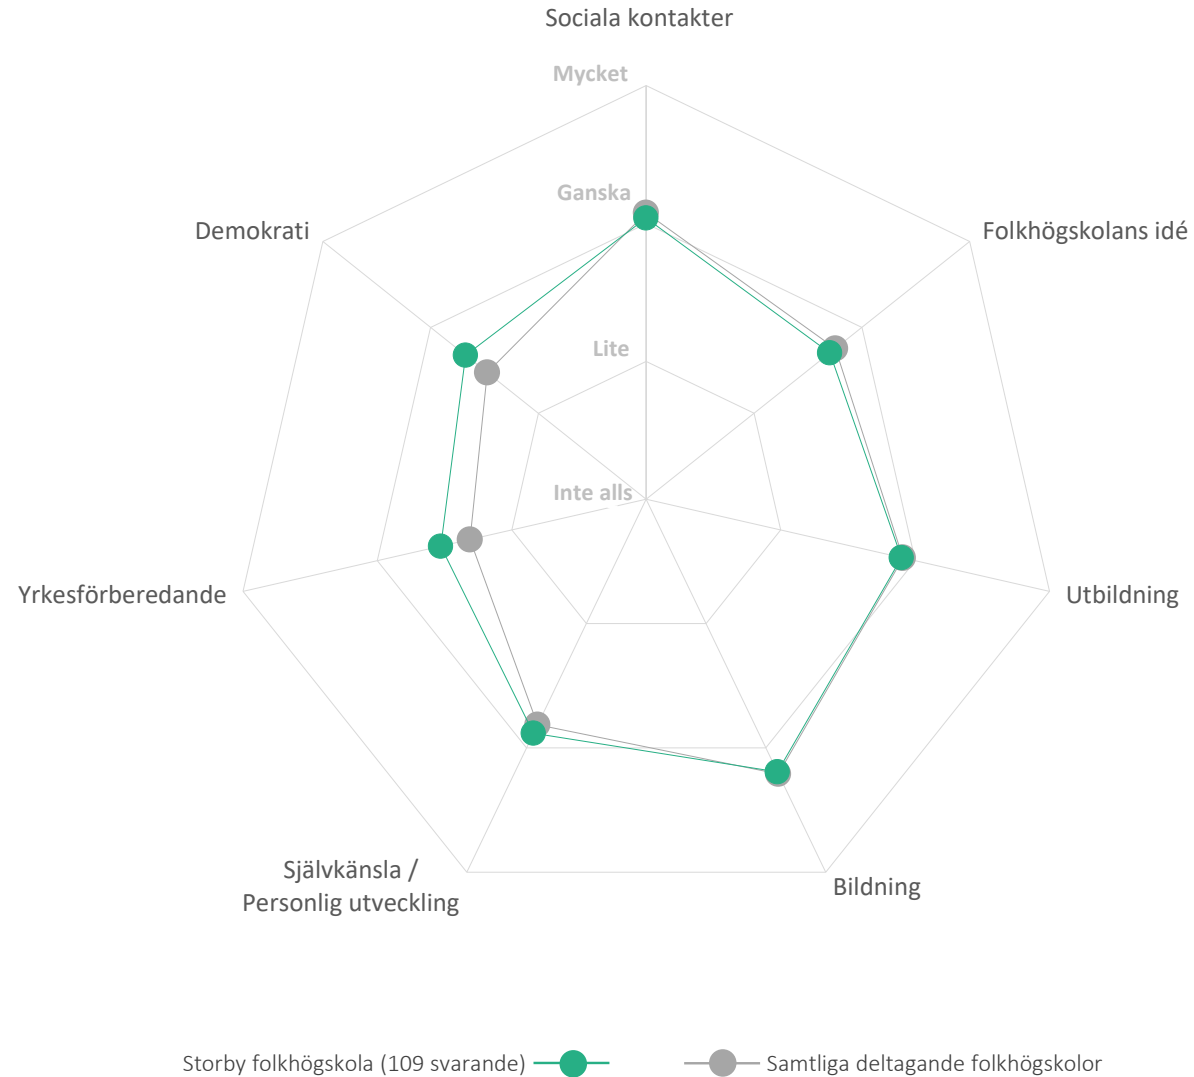 Sociala kontakter
Mycket
Ganska
Demokrati
Folkhögskolans idé
Lite
Inte alls
Yrkesförberedande
Utbildning
Självkänsla /
Personlig utveckling
Bildning
Storby folkhögskola (109 svarande)
Samtliga deltagande folkhögskolor